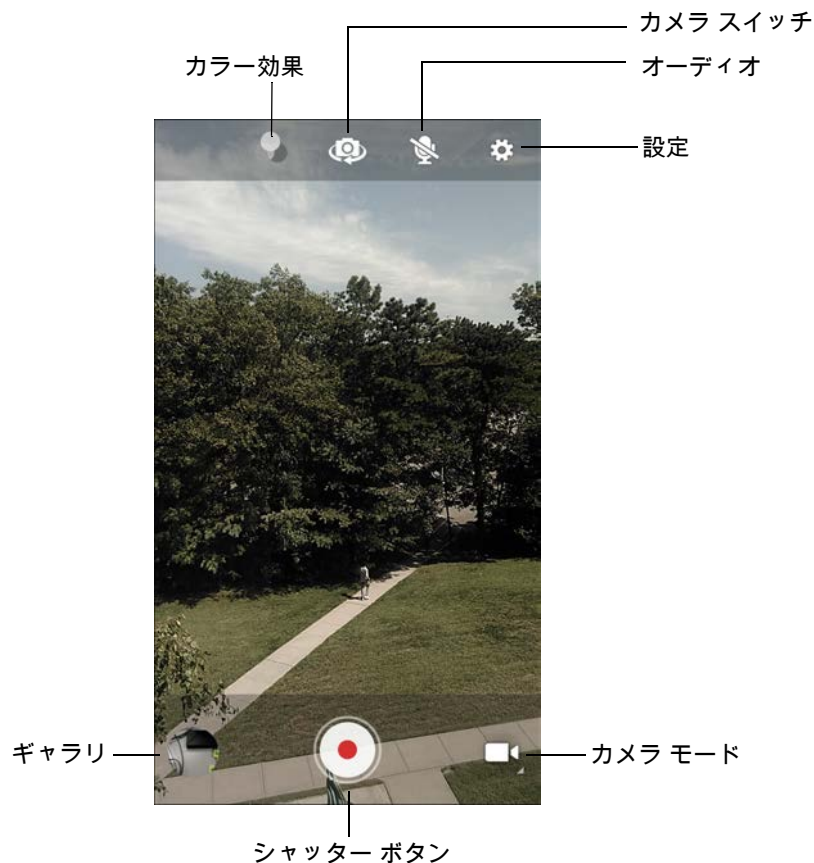 カメラ スイッチ
カラー効果
オーディオ
設定
ギャラリ
カメラ モード
シャッター ボタン